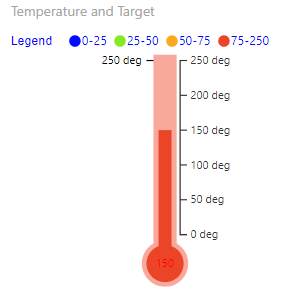 Temperature and Target
Legend 0-25 25-50 50-75 75-250
250 deg 250 deg
200 deg
150 deg
100 deg
50 deg
0 deg
150